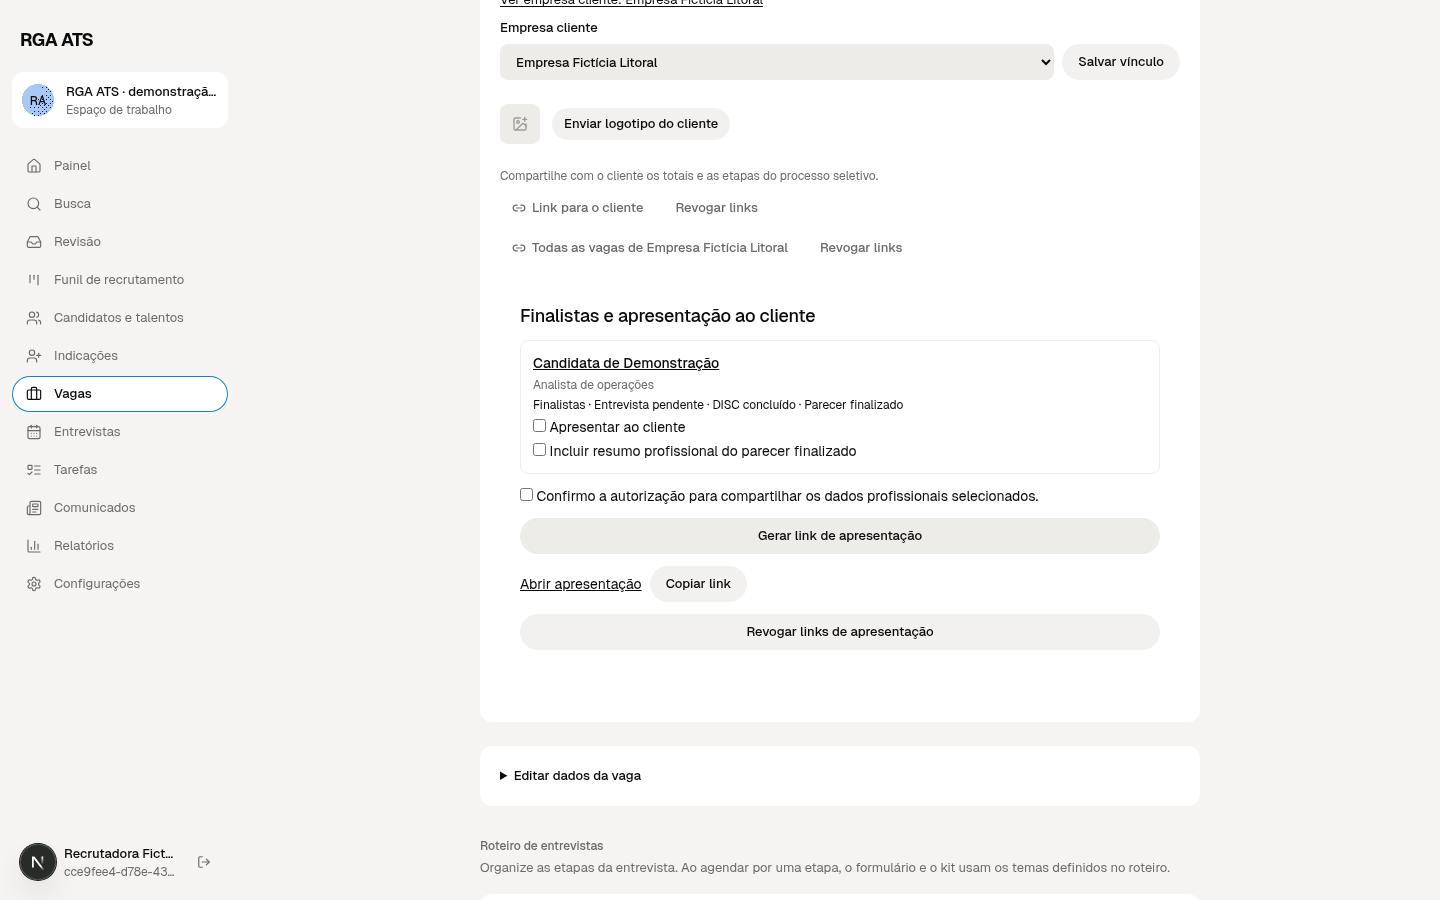 RGA ATS
RA
RGA ATS · demonstraçã...
Espaço de trabalho
Painel
Busca
Revisão
Funil de recrutamento
Candidatos e talentos
Indicações
Vagas
Entrevistas
Tarefas
Comunicados
Relatórios
Configurações
N
Recrutadora Fict...
cce9fee4-d78e-43...
Ver empresa cliente: Empresa Fictícia Litoral
Empresa cliente
Empresa Fictícia Litoral
Salvar vínculo
Enviar logotipo do cliente
Compartilhe com o cliente os totais e as etapas do processo seletivo.
Link para o cliente Revogar links
Todas as vagas de Empresa Fictícia Litoral Revogar links
Finalistas e apresentação ao cliente
Candidata de Demonstração
Analista de operações
Finalistas · Entrevista pendente · DISC concluído · Parecer finalizado
Apresentar ao cliente
Incluir resumo profissional do parecer finalizado
Confirmo a autorização para compartilhar os dados profissionais selecionados.
Gerar link de apresentação
Abrir apresentação Copiar link
Revogar links de apresentação
Editar dados da vaga
Roteiro de entrevistas
Organize as etapas da entrevista. Ao agendar por uma etapa, o formulário e o kit usam os temas definidos no roteiro.